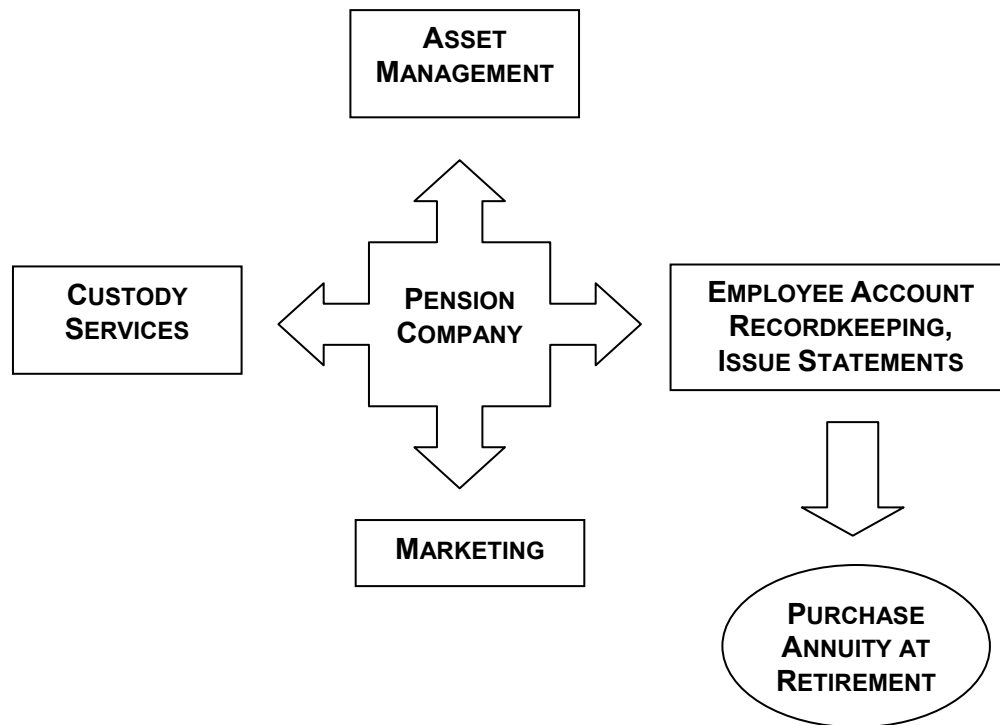 ASSET
MANAGEMENT
CUSTODY
SERVICES
PENSION
COMPANY
EMPLOYEE ACCOUNT
RECORDKEEPING,
ISSUE STATEMENTS
MARKETING
PURCHASE
ANNUITY AT
RETIREMENT